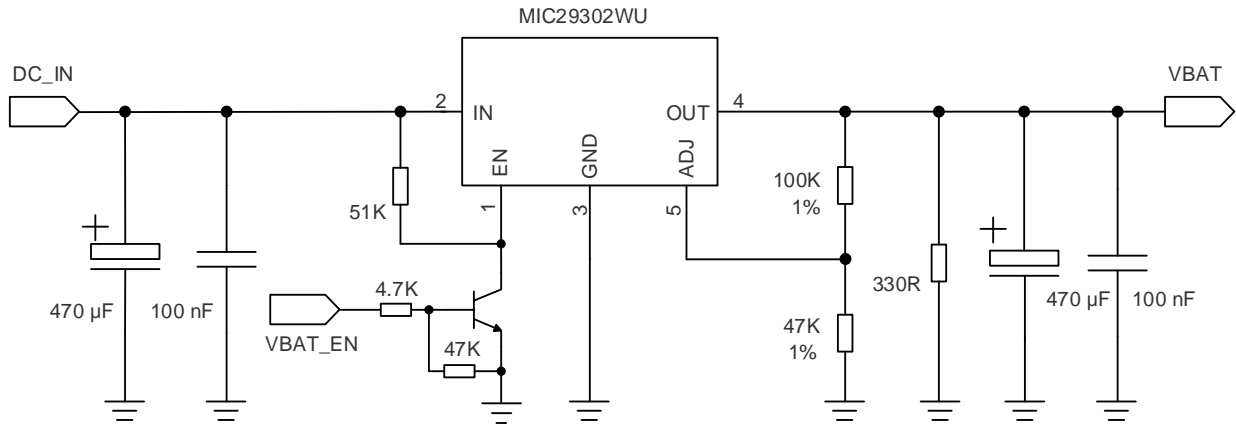 MIC29302WU
DC_IN
VBAT
2
IN
OUT
4
EN
GND
ADJ
1
3
5
51K
100K
1%
+
470 µF
100 nF
4.7K
VBAT_EN
47K
47K
1%
330R
+
470 µF
100 nF